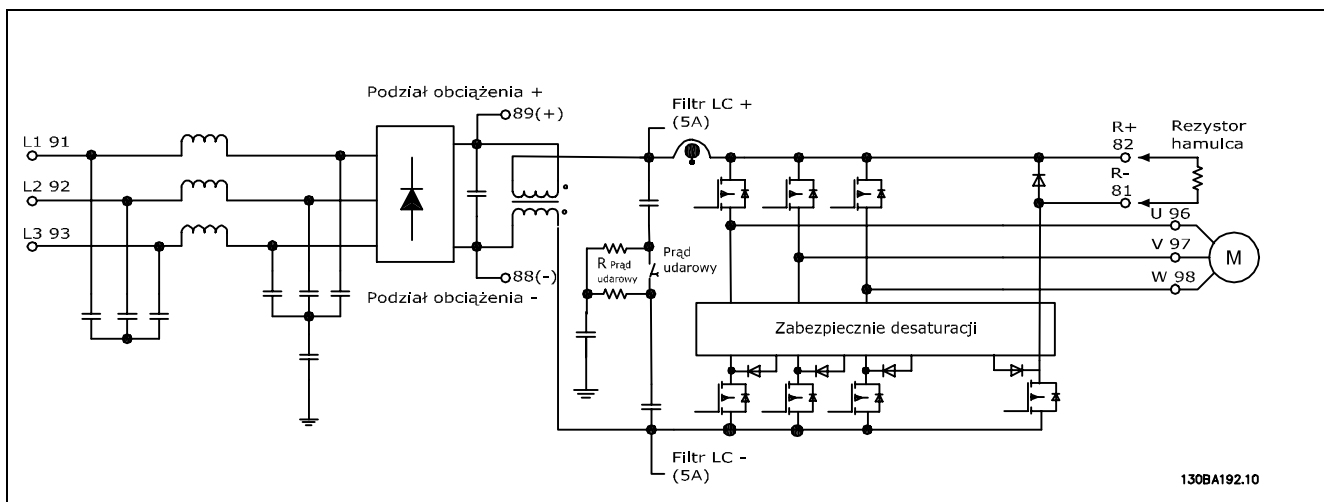 Podział obciążenia +
89(+)
Filtr LC +
(5A)
L1 91
L2 92
L3 93
R+
82
Rezystor
hamulca
R-
81
U 96
V 97
W 98
M
R Prąd
udarowy
Prąd
udarowy
88(-)
Podział obciążenia -
Zabezpiecznie desaturacji
Filtr LC -
(5A)
130BA192.10